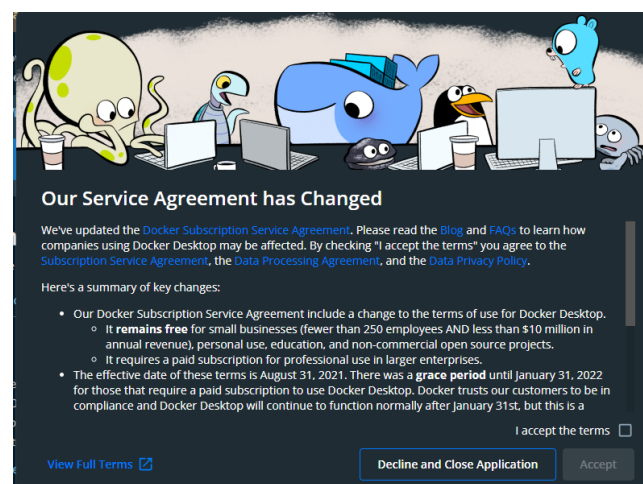 Our Service Agreement has Changed
We've updated the Docker Subscription Service Agreement. Please read the Blog and FAQs to learn how
companies using Docker Desktop may be affected. By checking "I accept the terms" you agree to the
Subscription Service Agreement, the Data Processing Agreement, and the Data Privacy Policy.
Here's a summary of key changes:
• Our Docker Subscription Service Agreement include a change to the terms of use for Docker Desktop.
◦ It remains free for small businesses (fewer than 250 employees AND less than $10 million in
annual revenue), personal use, education, and non-commercial open source projects.
◦ It requires a paid subscription for professional use in larger enterprises.
• The effective date of these terms is August 31, 2021. There was a grace period until January 31, 2022
for those that require a paid subscription to use Docker Desktop. Docker trusts our customers to be in
compliance and Docker Desktop will continue to function normally after January 31st, but this is a
I accept the terms
View Full Terms
Decline and Close Application
Accept